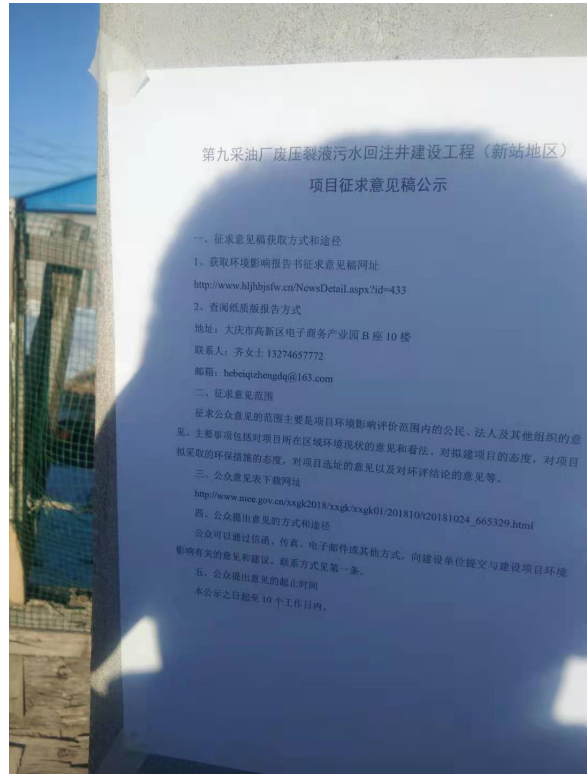 第九采油厂废压裂液污水回注井建设工程（新站地区）
项目征求意见稿公示
一、征求意见稿获取方式和途径
1、获取环境影响报告书征求意见稿网址
http://www.hljhbjsfw.cn/NewsDetail.aspx?id=433
2、查阅纸质版报告方式
地址：大庆市高新区电子商务产业园 B 座 10 楼
联系人：齐女士 13274657772
邮箱：hebeiqizhengdq@163.com
二、征求意见范围
征求公众意见的范围主要是项目环境影响评价范围内的公民、法人及其他组织的意
见。主要事项包括对项目所在区域环境现状的意见和看法、对拟建项目的态度、对项目
拟采取的环保措施的态度、对项目选址的意见以及对环评结论的意见等。
三、公众意见表下载网址
http://www.mee.gov.cn/xxgk2018/xxgk/xxgk01/201810/t20181024_665329.html
四、公众提出意见的方式和途径
公众可以通过信函、传真、电子邮件或其他方式，向建设单位提交与建设项目环境
影响有关的意见和建议。联系方式见第一条。
五、公众提出意见的起止时间
本公示之日起至 10 个工作日内。